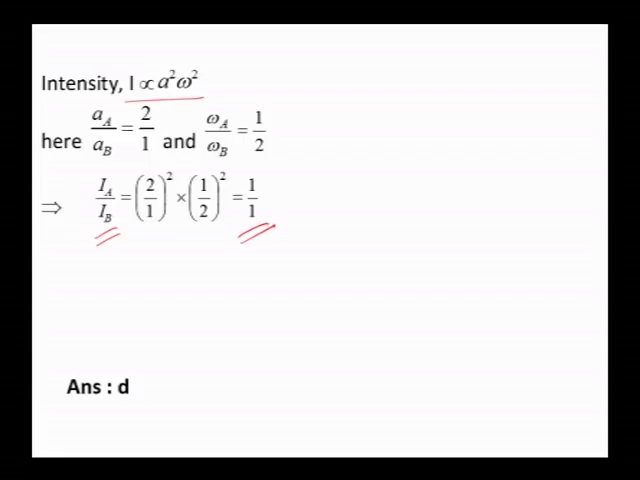 Intensity, I ∝ a²ω²
here a_A/a_B = 2/1 and ω_A/ω_B = 1/2
⇒ I_A/I_B = (2/1)² × (1/2)² = 1/1
Ans : d